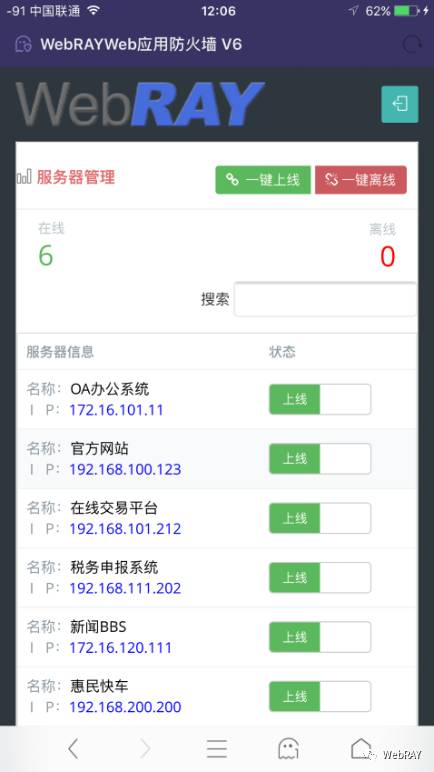 -91 中国联通 12:06 62%
WebRAYWeb应用防火墙 V6
WebRAY
服务器管理 一键上线 一键离线
在线 离线
6 0
搜索
服务器信息 状态
名称: OA办公系统
I P: 172.16.101.11
上线
名称: 官方网站
I P: 192.168.100.123
上线
名称: 在线交易平台
I P: 192.168.101.212
上线
名称: 税务申报系统
I P: 192.168.111.202
上线
名称: 新闻BBS
I P: 172.16.120.111
上线
名称: 惠民快车
I P: 192.168.200.200
上线
WebRAY